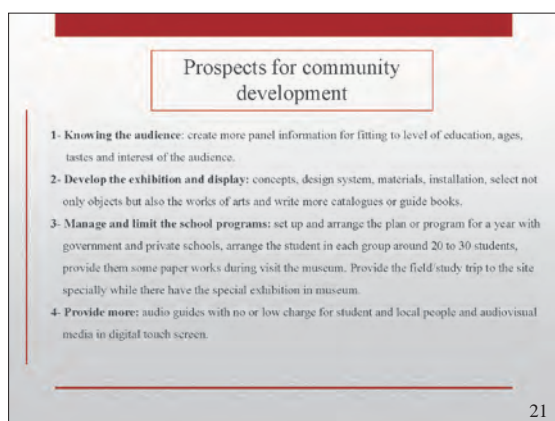 Prospects for community
development
1- Knowing the audience: create more panel information for fitting to level of education, ages,
tastes and interest of the audience.
2- Develop the exhibition and display: concepts, design system, materials, installation, select not
only objects but also the works of arts and write more catalogues or guide books.
3- Manage and limit the school programs: set up and arrange the plan or program for a year with
government and private schools, arrange the student in each group around 20 to 30 students,
provide them some paper works during visit the museum. Provide the field/study trip to the site
specially while there have the special exhibition in museum.
4- Provide more: audio guides with no or low charge for student and local people and audiovisual
media in digital touch screen.
21